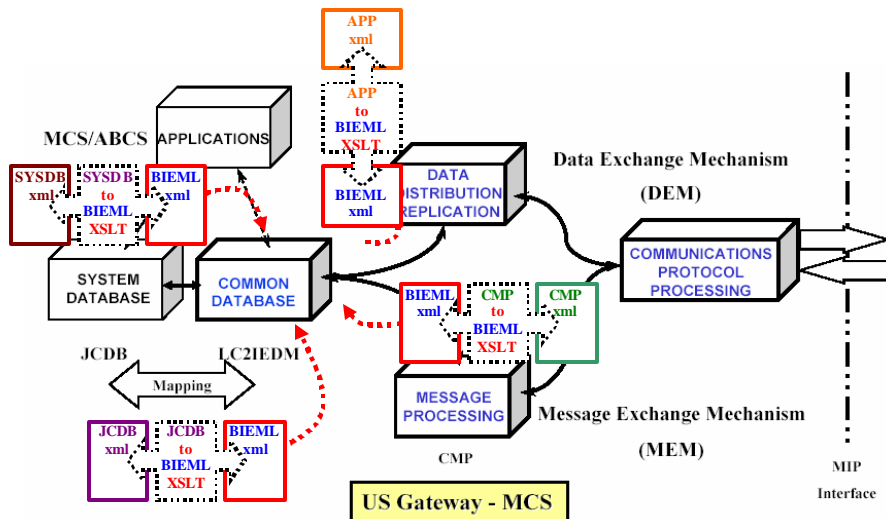 APP
xml
APP
to
BIEML
XSLT
BIEML
xml
MCS/ABCS
APPLICATIONS
SYSDB
xml
SYSDB
to
BIEML
XSLT
BIEML
xml
DATA
DISTRIBUTION
REPLICATION
Data Exchange Mechanism
(DEM)
COMMUNICATIONS
PROTOCOL
PROCESSING
SYSTEM
DATABASE
COMMON
DATABASE
BIEML
xml
CMP
to
BIEML
XSLT
CMP
xml
JCDB
LC2IEDM
Mapping
MESSAGE
PROCESSING
Message Exchange Mechanism
(MEM)
JCDB
xml
JCDB
to
BIEML
XSLT
BIEML
xml
CMP
MIP
Interface
US Gateway - MCS